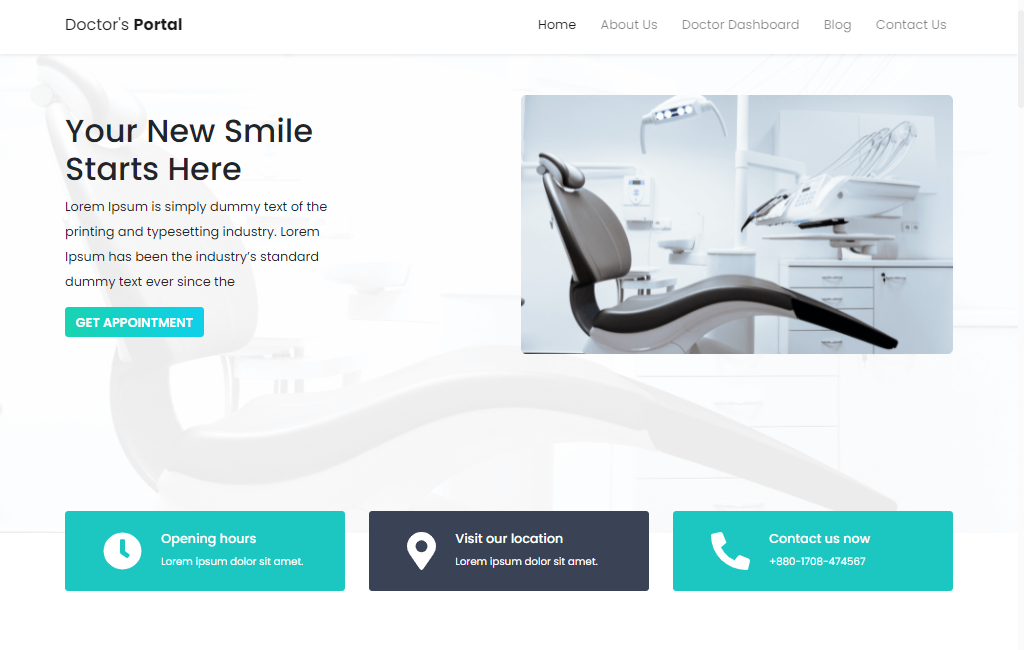 Doctor's Portal
Home About Us Doctor Dashboard Blog Contact Us
Your New Smile
Starts Here
Lorem Ipsum is simply dummy text of the
printing and typesetting industry. Lorem
Ipsum has been the industry's standard
dummy text ever since the
GET APPOINTMENT
Opening hours
Lorem ipsum dolor sit amet.
Visit our location
Lorem ipsum dolor sit amet.
Contact us now
+880-1708-474567